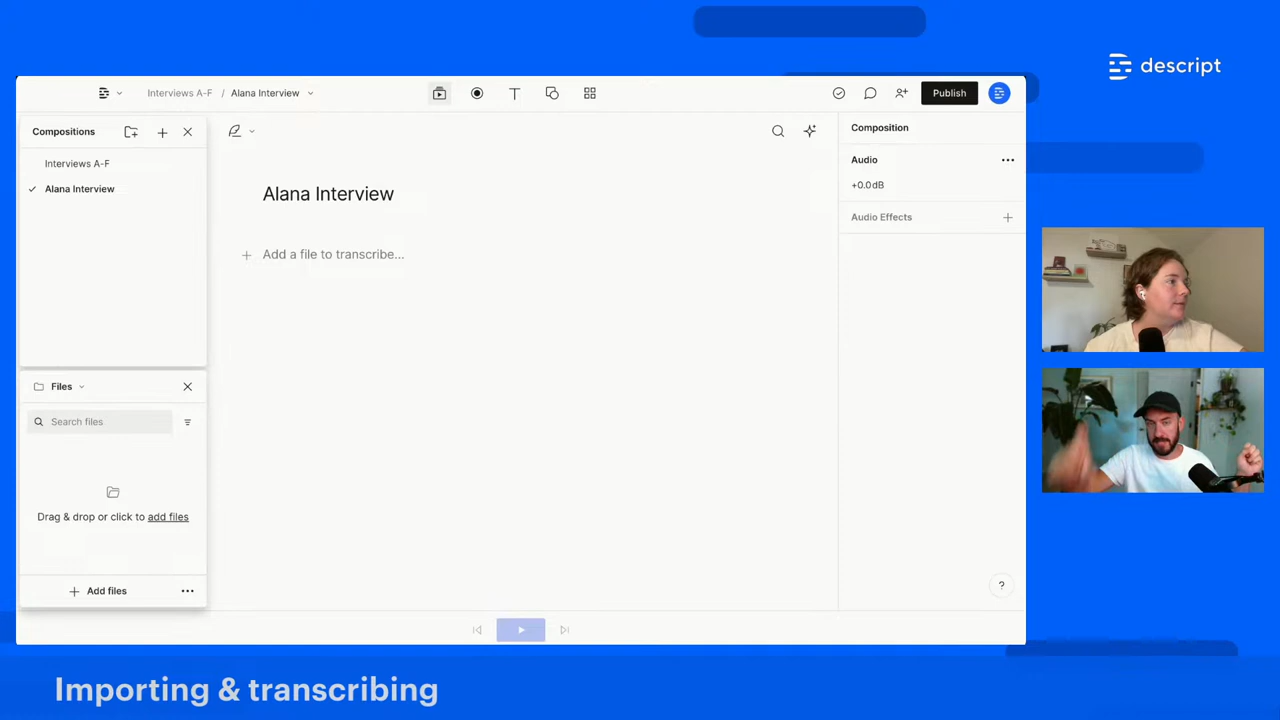 descript
Interviews A-F / Alana Interview
Publish
Compositions
Interviews A-F
Alana Interview
Files
Search files
Drag & drop or click to add files
Add files
Alana Interview
Add a file to transcribe...
Composition
Audio
+0.0dB
Audio Effects
?
Importing & transcribing